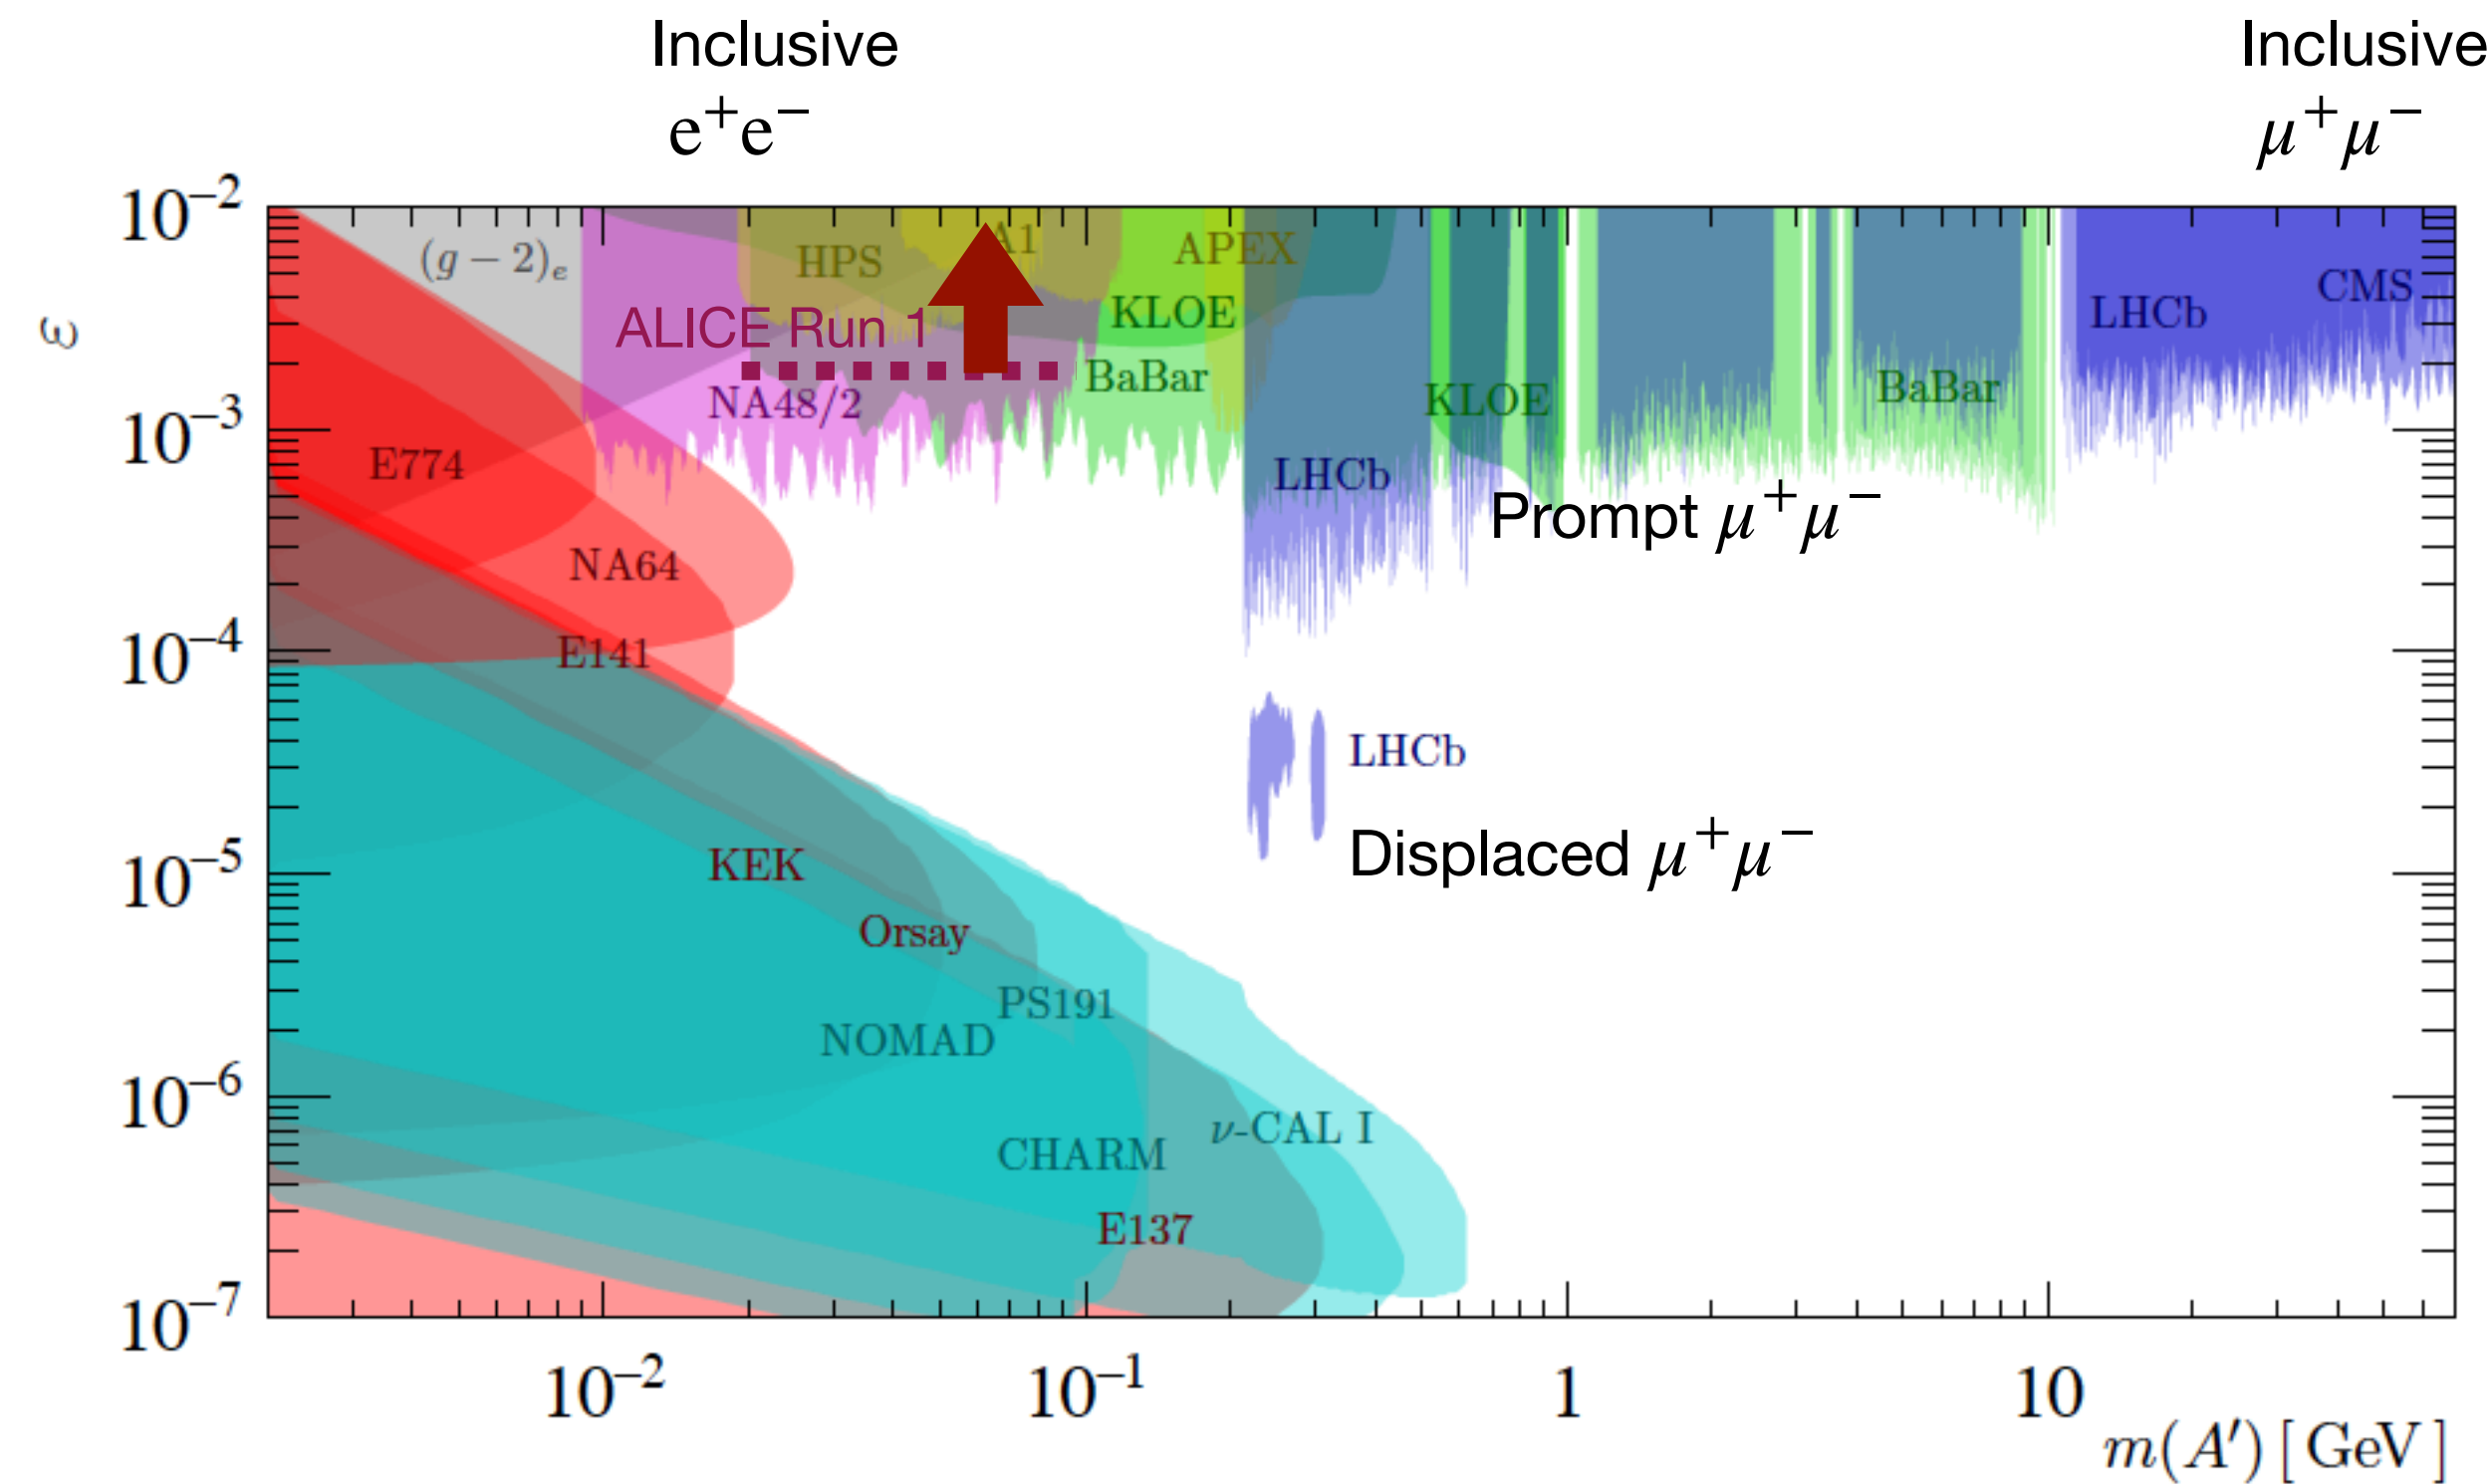 Inclusive
e⁺e⁻
Inclusive
μ⁺μ⁻
10⁻²
10⁻³
10⁻⁴
10⁻⁵
10⁻⁶
10⁻⁷
ε
(g − 2)ₑ
HPS
A1
APEX
ALICE Run 1
KLOE
BaBar
NA48/2
E774
NA64
E141
LHCb
KLOE
BaBar
LHCb
CMS
Prompt μ⁺μ⁻
LHCb
Displaced μ⁺μ⁻
KEK
Orsay
PS191
NOMAD
CHARM
ν-CAL I
E137
10⁻² 10⁻¹ 1 10
m(A′) [ GeV ]